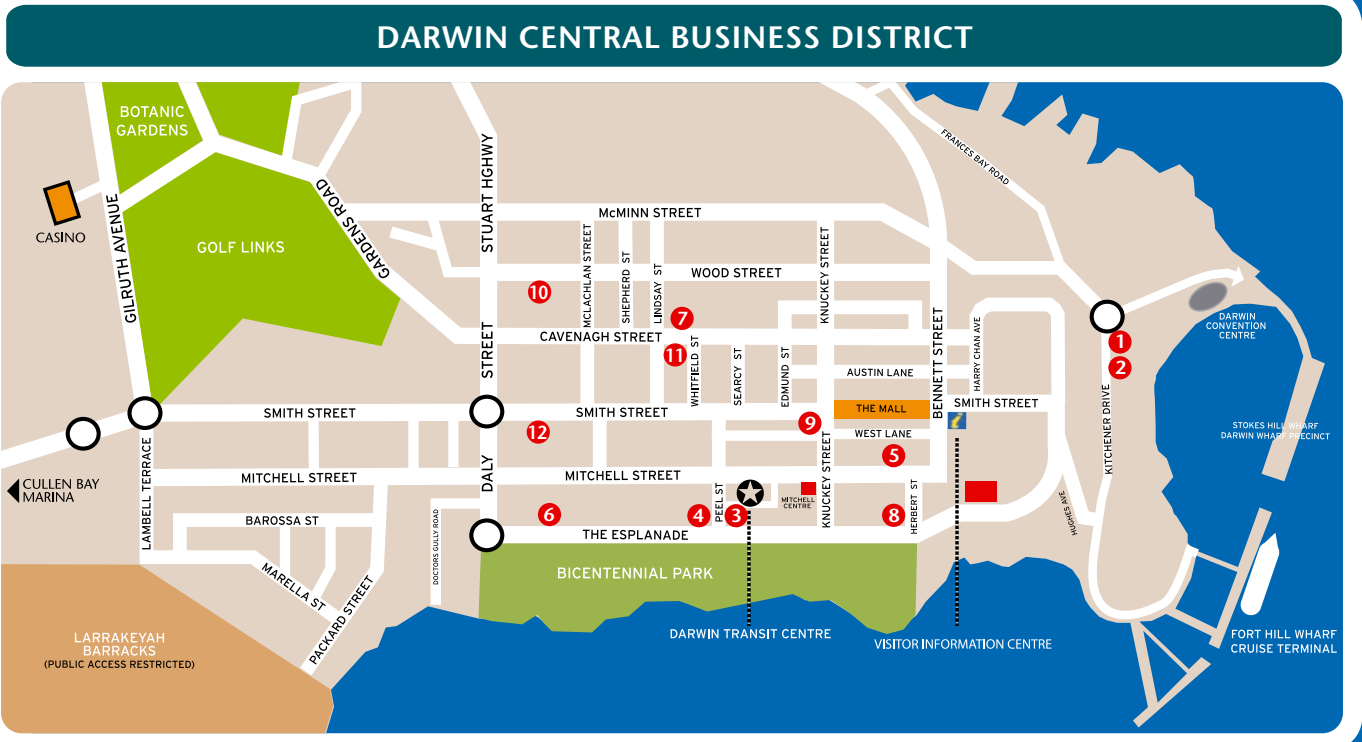 DARWIN CENTRAL BUSINESS DISTRICT
BOTANIC
GARDENS
CASINO
GILRUTH AVENUE
GOLF LINKS
GARDENS ROAD
STUART HGHWY
FRANCES BAY ROAD
McMINN STREET
WOOD STREET
MCLACHLAN STREET
SHEPHERD ST
LINDSAY ST
KNUCKEY STREET
10
7
CAVENAGH STREET
11
STREET
WHITFIELD ST
SEARCY ST
EDMUND ST
AUSTIN LANE
BENNETT STREET
HARRY CHAN AVE
DARWIN
CONVENTION
CENTRE
1
2
KITCHENER DRIVE
SMITH STREET
SMITH STREET
THE MALL
SMITH STREET
i
9
12
WEST LANE
5
STOKES HILL WHARF
DARWIN WHARF PRECINCT
CULLEN BAY
MARINA
LAMBELL TERRACE
MITCHELL STREET
DALY
MITCHELL STREET
KNUCKEY STREET
MITCHELL
CENTRE
PEEL ST
HERBERT ST
HUGHES AVE
BAROSSA ST
DOCTORS GULLY ROAD
6
4
3
8
THE ESPLANADE
MARELLA ST
PACKARD STREET
BICENTENNIAL PARK
LARRAKEYAH
BARRACKS
(PUBLIC ACCESS RESTRICTED)
DARWIN TRANSIT CENTRE
VISITOR INFORMATION CENTRE
FORT HILL WHARF
CRUISE TERMINAL